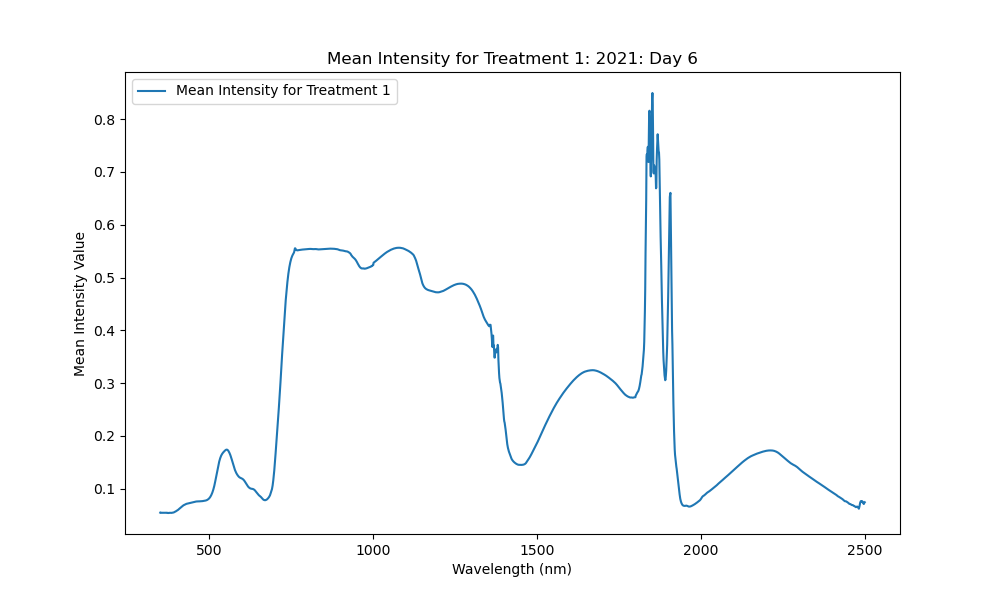 Mean Intensity for Treatment 1: 2021: Day 6
Mean Intensity for Treatment 1
0.8
0.7
0.6
0.5
0.4
0.3
0.2
0.1
Mean Intensity Value
500 1000 1500 2000 2500
Wavelength (nm)